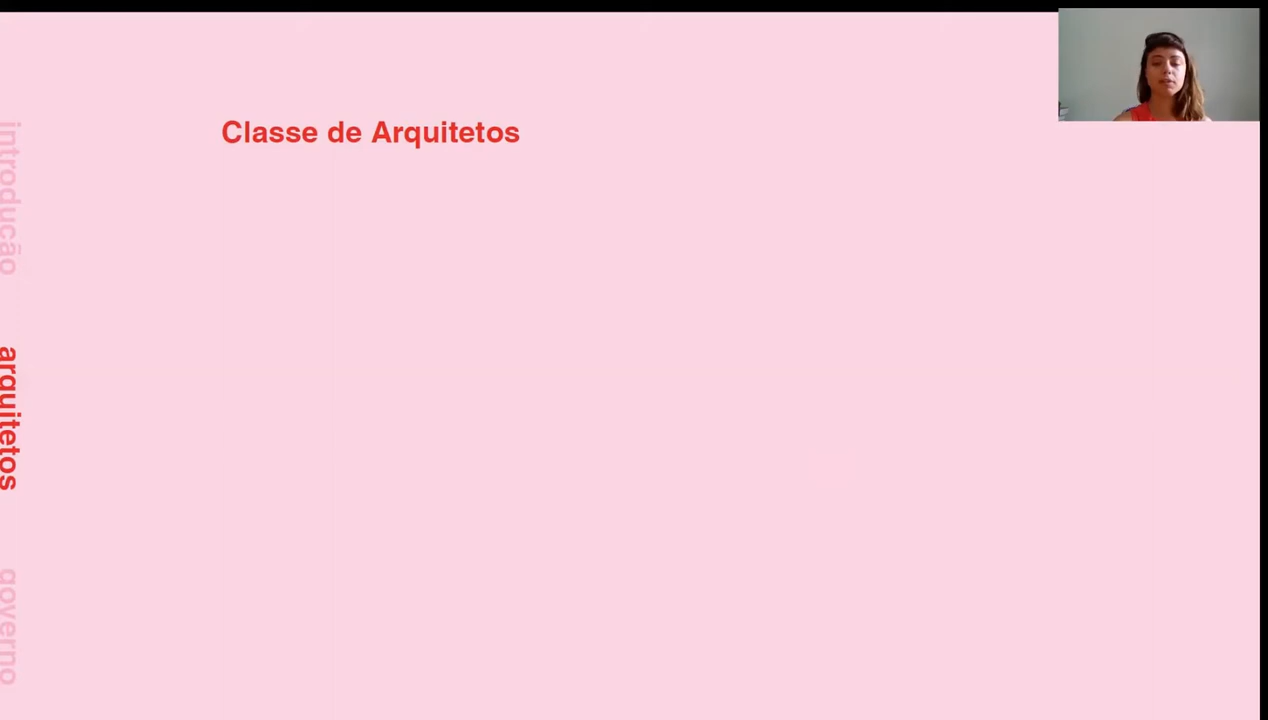 Classe de Arquitetos
introdução
arquitetos
governo